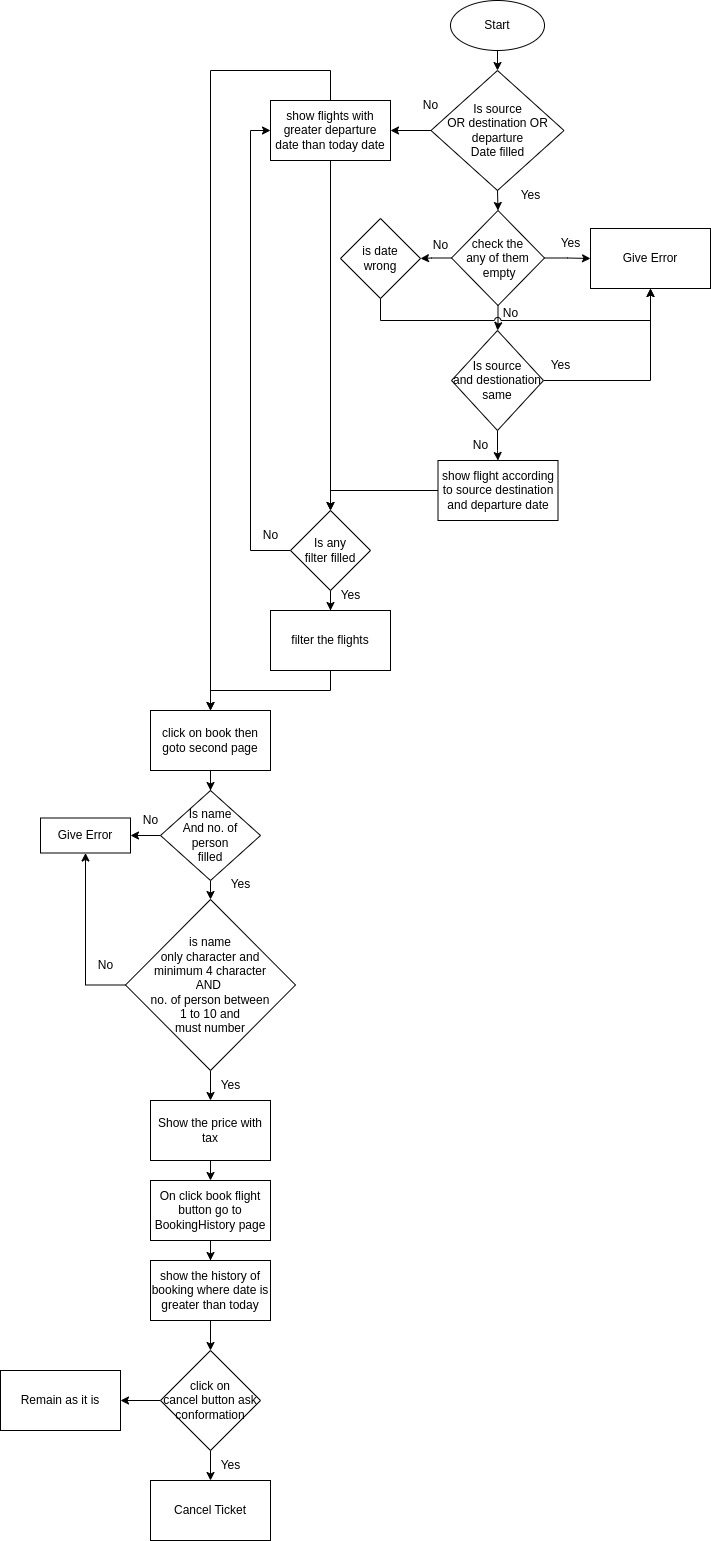 Start
No
Is source
OR destination OR
departure
Date filled
show flights with
greater departure
date than today date
Yes
is date
wrong
No
check the
any of them
empty
Yes
Give Error
No
Is source
and destionation
same
Yes
No
show flight according
to source destination
and departure date
No
Is any
filter filled
Yes
filter the flights
click on book then
goto second page
Give Error
No
Is name
And no. of
person
filled
Yes
No
is name
only character and
minimum 4 character
AND
no. of person between
1 to 10 and
must number
Yes
Show the price with
tax
On click book flight
button go to
BookingHistory page
show the history of
booking where date is
greater than today
Remain as it is
click on
cancel button ask
conformation
Yes
Cancel Ticket